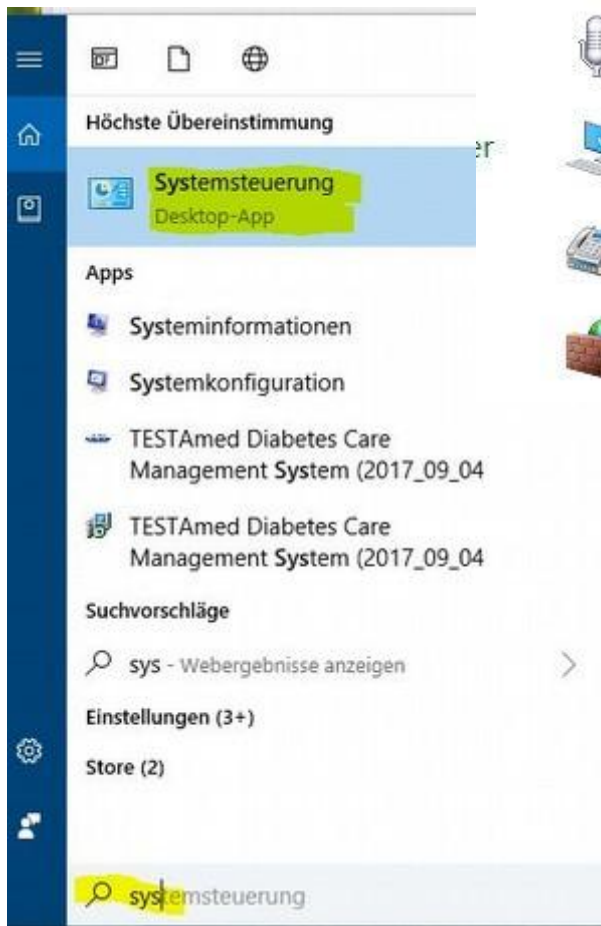 Höchste Übereinstimmung
Systemsteuerung
Desktop-App
Apps
Systeminformationen
Systemkonfiguration
TESTAmed Diabetes Care
Management System (2017_09_04
TESTAmed Diabetes Care
Management System (2017_09_04
Suchvorschläge
sys - Webergebnisse anzeigen
Einstellungen (3+)
Store (2)
systemsteuerung